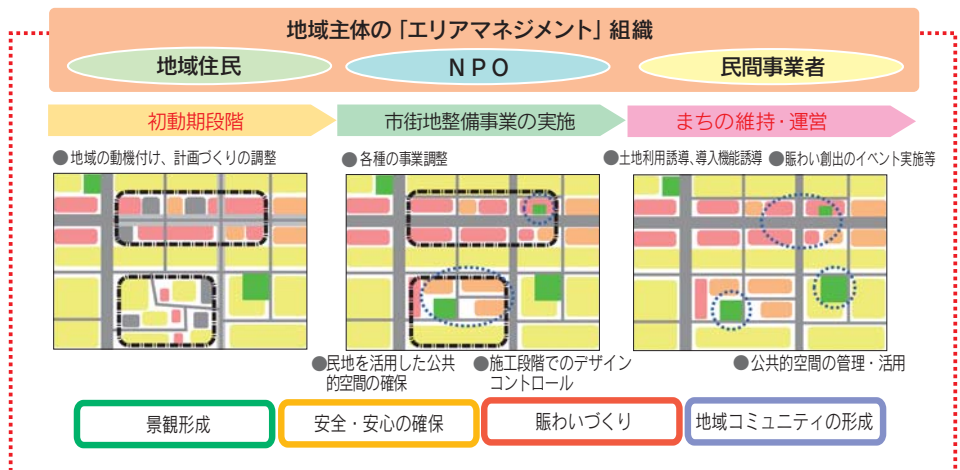 地域主体の「エリアマネジメント」組織
地域住民
NPO
民間事業者
初動期段階
市街地整備事業の実施
まちの維持・運営
●地域の動機付け、計画づくりの調整
●各種の事業調整
●土地利用誘導、導入機能誘導
●賑わい創出のイベント実施等
●民地を活用した公共
的空間の確保
●施工段階でのデザイン
コントロール
●公共的空間の管理・活用
景観形成
安全・安心の確保
賑わいづくり
地域コミュニティの形成